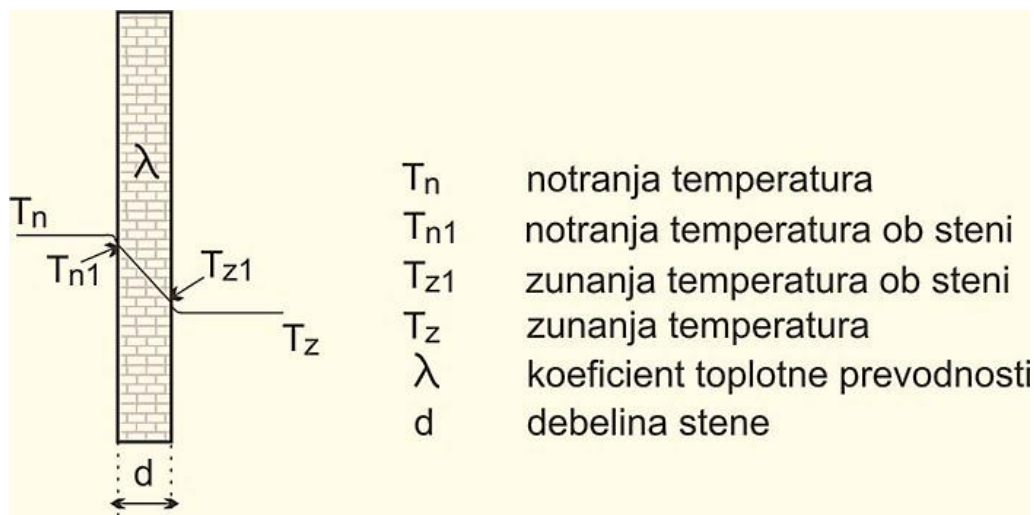 λ
Tn
Tn1
Tz1
Tz
d
Tn notranja temperatura
Tn1 notranja temperatura ob steni
Tz1 zunanja temperatura ob steni
Tz zunanja temperatura
λ koeficient toplotne prevodnosti
d debelina stene